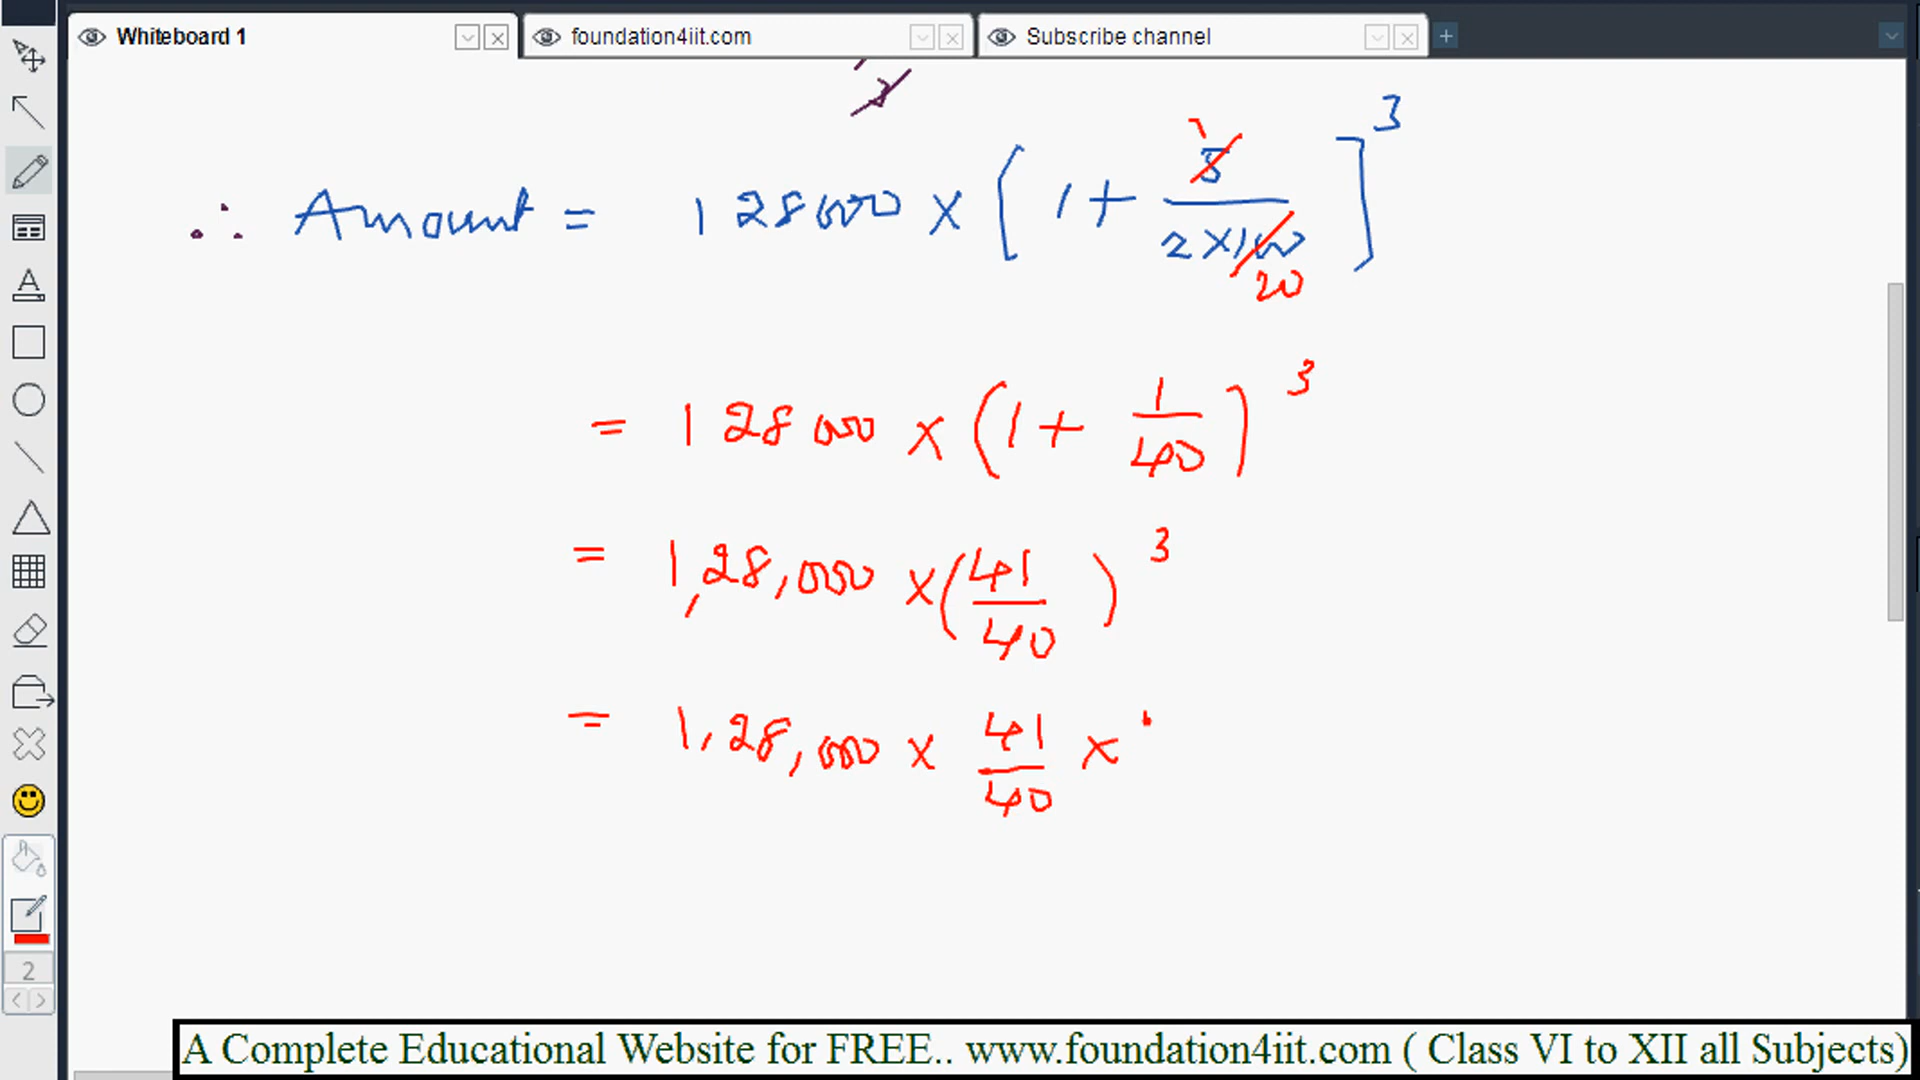 Whiteboard 1
foundation4iit.com
Subscribe channel
2
∴ Amount = 128000 × [1 + 5/(2×100)]^3
1
20
= 128000 × (1 + 1/40)^3
= 1,28,000 × (41/40)^3
= 1,28,000 × 41/40 ×
2
A Complete Educational Website for FREE.. www.foundation4iit.com ( Class VI to XII all Subjects)